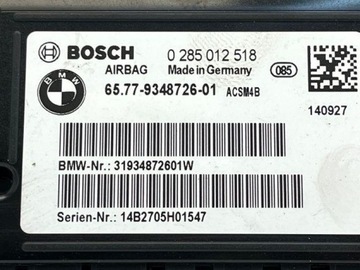 BOSCH 0 285 012 518
AIRBAG Made in Germany 085
BMW 65.77-9348726-01 ACSM4B
140927
BMW-Nr.: 31934872601W
Serien-Nr.: 14B2705H01547